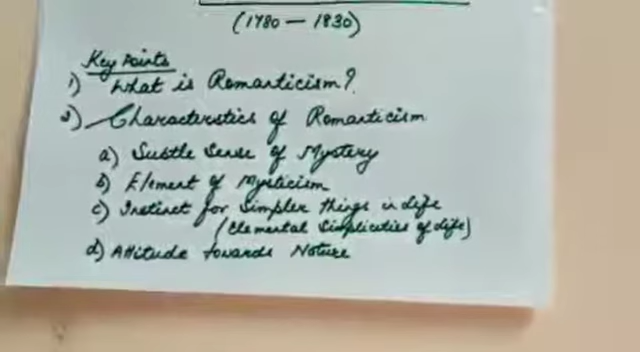 (1780 — 1830)
Key Points
1) What is Romanticism?
2) Characterstics of Romanticism
a) Subtle Sense of Mystery
b) Element of Mysticism
c) Instinct for Simpler things in life
(Elemental Simplicities of life)
d) Attitude towards Nature